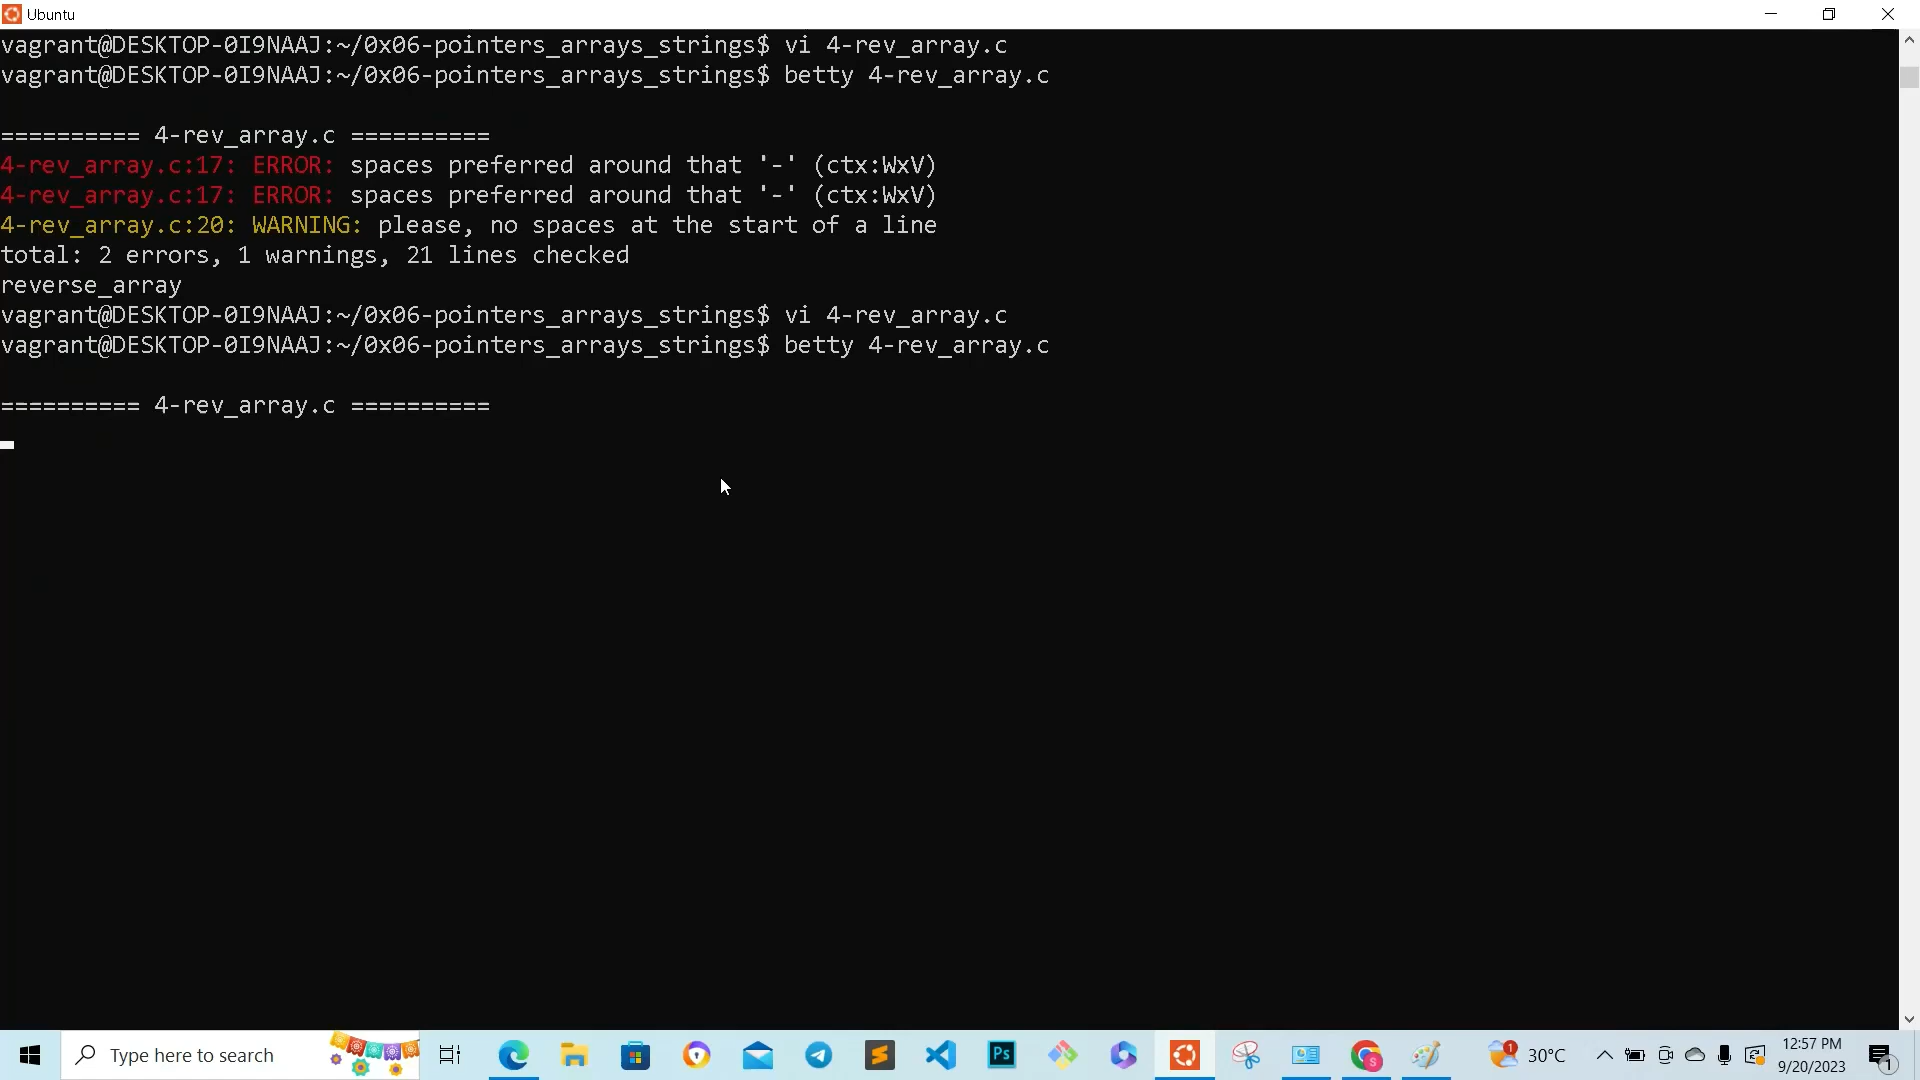 Ubuntu
vagrant@DESKTOP-0I9NAAJ:~/0x06-pointers_arrays_strings$ vi 4-rev_array.c
vagrant@DESKTOP-0I9NAAJ:~/0x06-pointers_arrays_strings$ betty 4-rev_array.c
========== 4-rev_array.c ==========
4-rev_array.c:17: ERROR: spaces preferred around that '-' (ctx:WxV)
4-rev_array.c:17: ERROR: spaces preferred around that '-' (ctx:WxV)
4-rev_array.c:20: WARNING: please, no spaces at the start of a line
total: 2 errors, 1 warnings, 21 lines checked
reverse_array
vagrant@DESKTOP-0I9NAAJ:~/0x06-pointers_arrays_strings$ vi 4-rev_array.c
vagrant@DESKTOP-0I9NAAJ:~/0x06-pointers_arrays_strings$ betty 4-rev_array.c
========== 4-rev_array.c ==========
Type here to search
Ps
S
1
30°C
12:57 PM
9/20/2023
1